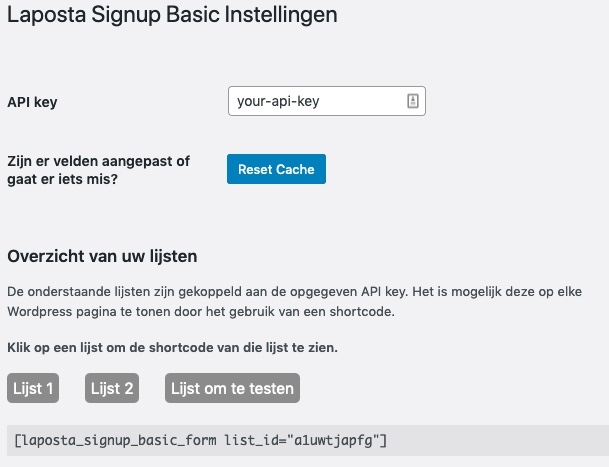 Laposta Signup Basic Instellingen
API key
your-api-key
Zijn er velden aangepast of
gaat er iets mis?
Reset Cache
Overzicht van uw lijsten
De onderstaande lijsten zijn gekoppeld aan de opgegeven API key. Het is mogelijk deze op elke
Wordpress pagina te tonen door het gebruik van een shortcode.
Klik op een lijst om de shortcode van die lijst te zien.
Lijst 1
Lijst 2
Lijst om te testen
[laposta_signup_basic_form list_id="a1uwtjapfg"]